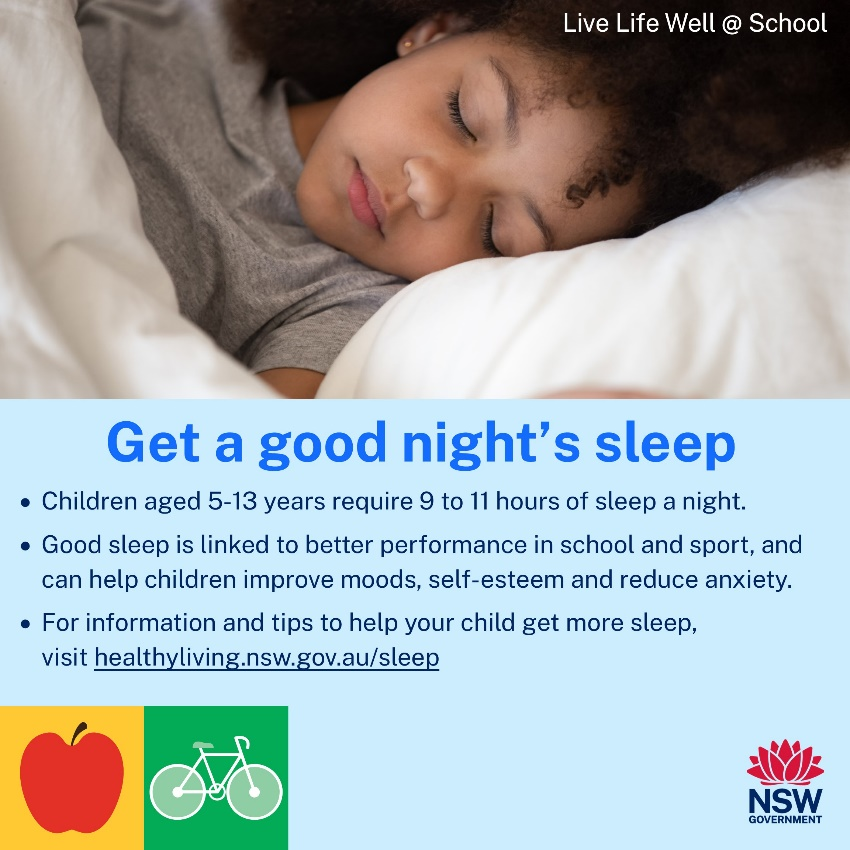 Live Life Well @ School
Get a good night’s sleep
• Children aged 5-13 years require 9 to 11 hours of sleep a night.
• Good sleep is linked to better performance in school and sport, and
can help children improve moods, self-esteem and reduce anxiety.
• For information and tips to help your child get more sleep,
visit healthyliving.nsw.gov.au/sleep
NSW
GOVERNMENT